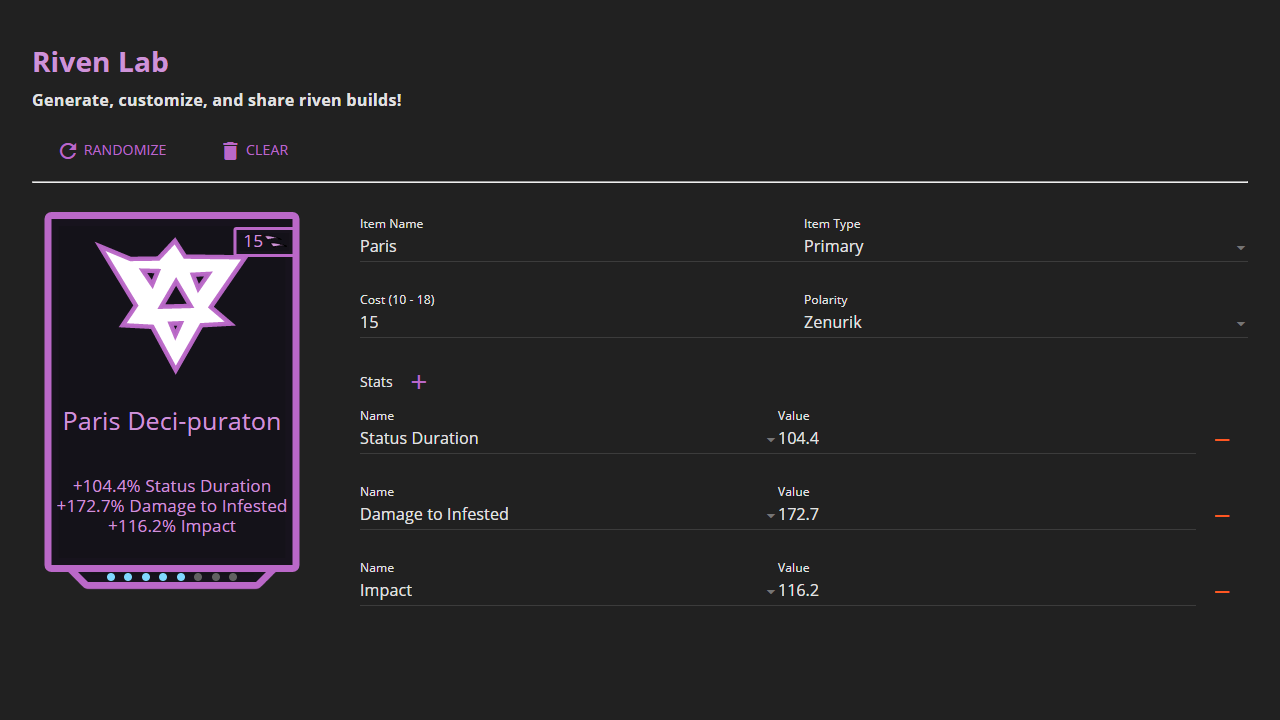 Riven Lab
Generate, customize, and share riven builds!
RANDOMIZE
CLEAR
15
Paris Deci-puraton
+104.4% Status Duration
+172.7% Damage to Infested
+116.2% Impact
Item Name
Item Type
Paris
Primary
Cost (10 - 18)
Polarity
15
Zenurik
Stats
Name
Value
Status Duration
104.4
Name
Value
Damage to Infested
172.7
Name
Value
Impact
116.2